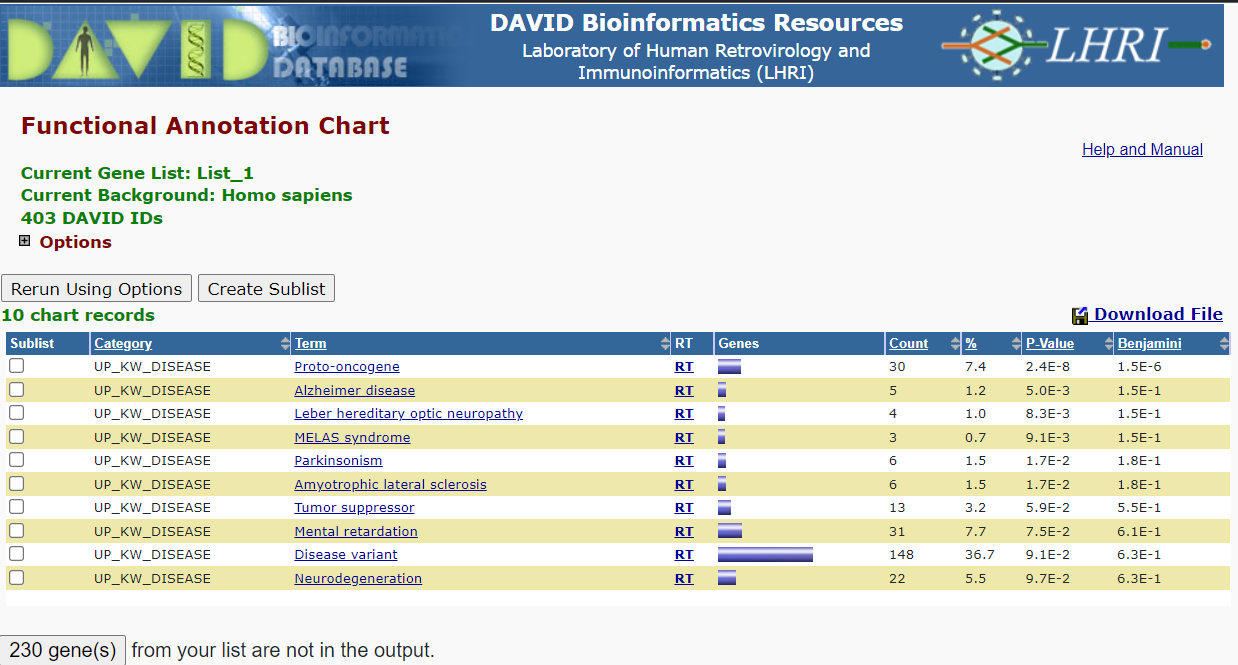 DAVID BIOINFORMATICS DATABASE
DAVID Bioinformatics Resources
Laboratory of Human Retrovirology and
Immunoinformatics (LHRI)
LHRI
Functional Annotation Chart
Help and Manual
Current Gene List: List_1
Current Background: Homo sapiens
403 DAVID IDs
Options
Rerun Using Options Create Sublist
10 chart records Download File
Sublist Category Term RT Genes Count % P-Value Benjamini
UP_KW_DISEASE Proto-oncogene RT 30 7.4 2.4E-8 1.5E-6
UP_KW_DISEASE Alzheimer disease RT 5 1.2 5.0E-3 1.5E-1
UP_KW_DISEASE Leber hereditary optic neuropathy RT 4 1.0 8.3E-3 1.5E-1
UP_KW_DISEASE MELAS syndrome RT 3 0.7 9.1E-3 1.5E-1
UP_KW_DISEASE Parkinsonism RT 6 1.5 1.7E-2 1.8E-1
UP_KW_DISEASE Amyotrophic lateral sclerosis RT 6 1.5 1.7E-2 1.8E-1
UP_KW_DISEASE Tumor suppressor RT 13 3.2 5.9E-2 5.5E-1
UP_KW_DISEASE Mental retardation RT 31 7.7 7.5E-2 6.1E-1
UP_KW_DISEASE Disease variant RT 148 36.7 9.1E-2 6.3E-1
UP_KW_DISEASE Neurodegeneration RT 22 5.5 9.7E-2 6.3E-1
230 gene(s) from your list are not in the output.